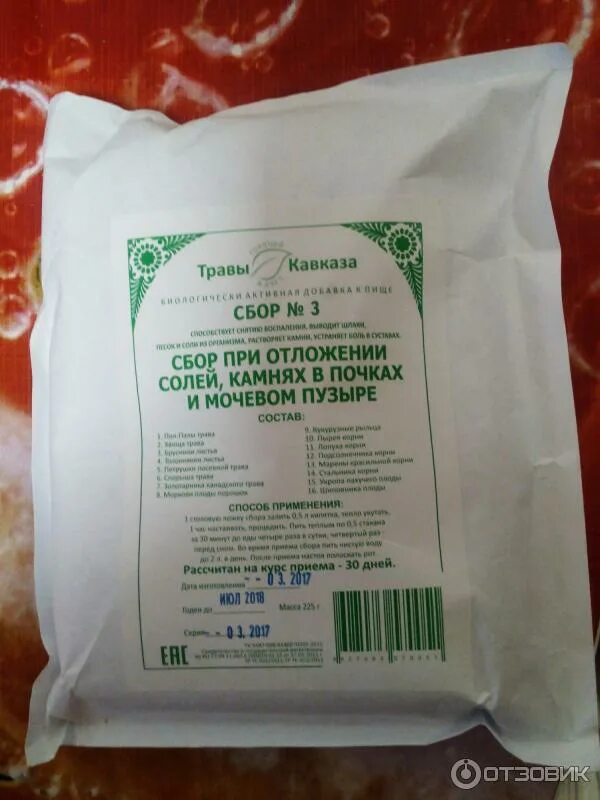 Травы Кавказа
БИОЛОГИЧЕСКИ АКТИВНАЯ ДОБАВКА К ПИЩЕ
СБОР № 3
СПОСОБСТВУЕТ СНЯТИЮ ВОСПАЛЕНИЯ, ВЫВОДИТ ШЛАКИ,
ПЕСОК И СОЛИ ИЗ ОРГАНИЗМА, РАСТВОРЯЕТ КАМНИ, УСТРАНЯЕТ БОЛЬ В СУСТАВАХ.
СБОР ПРИ ОТЛОЖЕНИИ
СОЛЕЙ, КАМНЯХ В ПОЧКАХ
И МОЧЕВОМ ПУЗЫРЕ
СОСТАВ:
1. Пол-Палы трава
2. Хвоща трава
3. Брусники листья
4. Толокнянки листья
5. Петрушки посевной трава
6. Спорыша трава
7. Золотарника канадского трава
8. Моркови плоды порошок
9. Кукурузные рыльца
10. Пырея корни
11. Лопуха корни
12. Подсолнечника корни
13. Марены красильной корни
14. Стальника корни
15. Укропа пахучего плоды
16. Шиповника плоды
СПОСОБ ПРИМЕНЕНИЯ:
1 столовую ложку сбора залить 0,5 л кипятка, тепло укутать,
1 час настаивать, процедить. Пить теплым по 0,5 стакана
за 30 минут до еды четыре раза в сутки, четвертый раз -
перед сном. Во время приема сбора пить чистую воду
до 2 л. в день. После приема настоя полоскать рот.
Рассчитан на курс приема - 30 дней.
Дата изготовления -- 03.2017
Годен до ИЮЛ 2018 Масса 225 г
Серия -- 03.2017
EAC
ОТЗОВИК